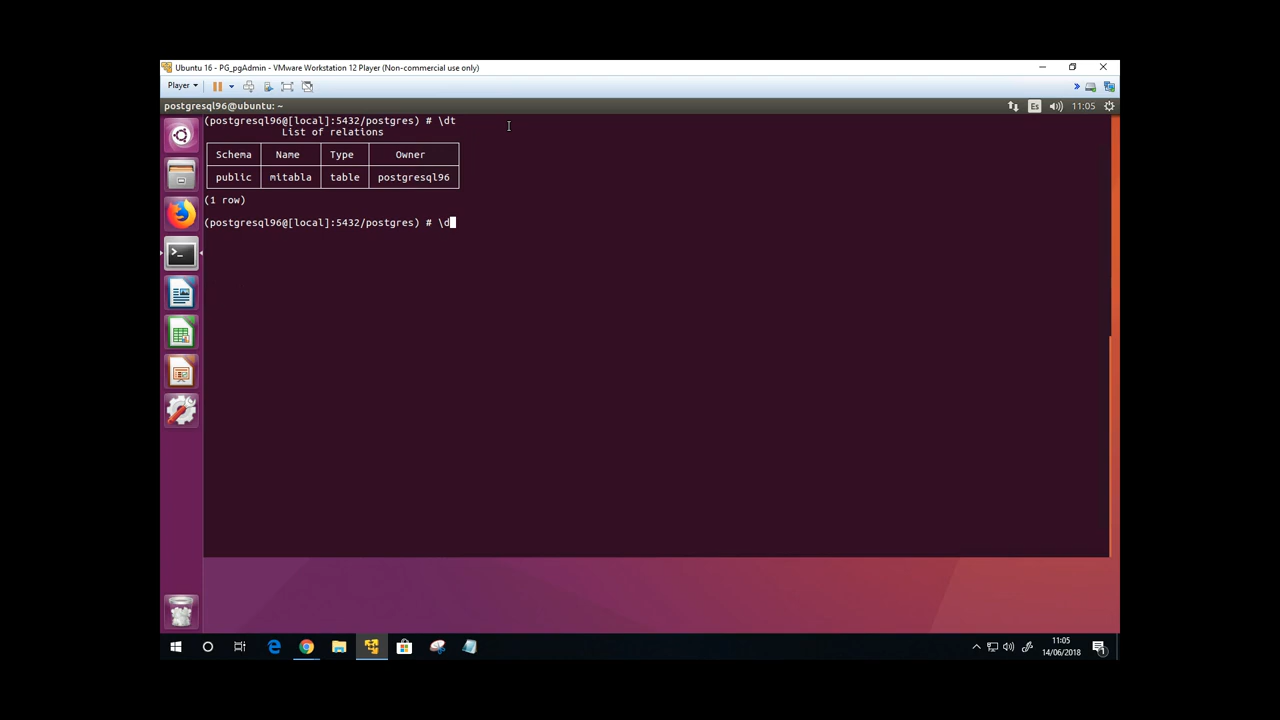 Ubuntu 16 - PG_pgAdmin - VMware Workstation 12 Player (Non-commercial use only)
Player
postgresql96@ubuntu: ~
Es
11:05
(postgresql96@[local]:5432/postgres) # \dt
List of relations
Schema Name Type Owner
public mitabla table postgresql96
(1 row)
(postgresql96@[local]:5432/postgres) # \d
11:05
14/06/2018
1